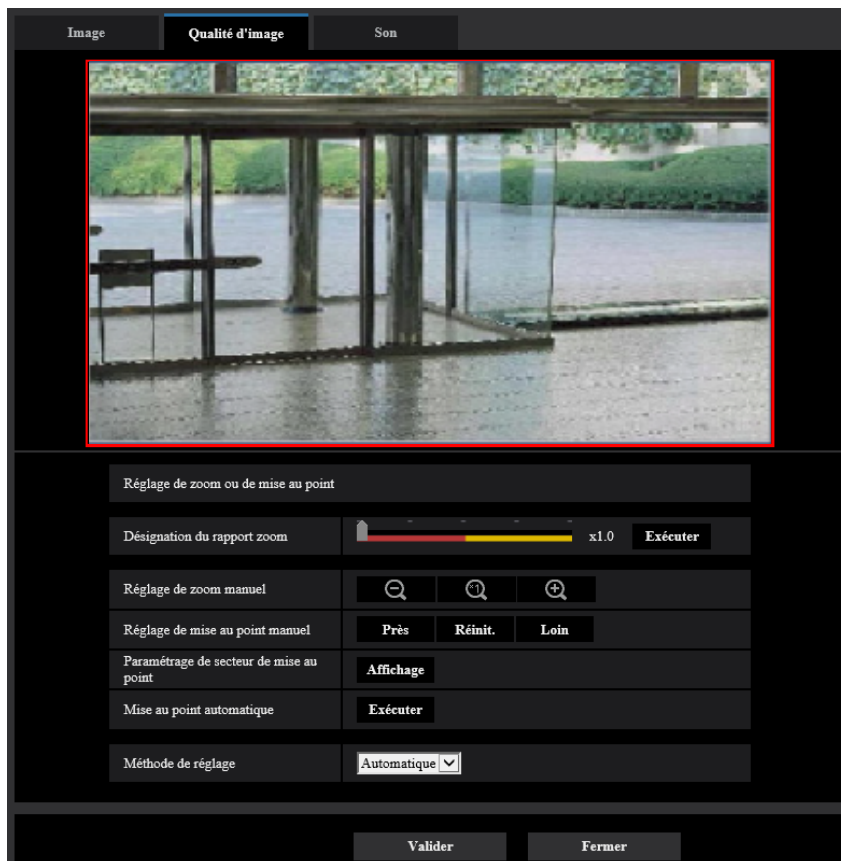 Image
Qualité d'image
Son
Réglage de zoom ou de mise au point
Désignation du rapport zoom
x1.0
Exécuter
Réglage de zoom manuel
×1
Réglage de mise au point manuel
Près
Réinit.
Loin
Paramétrage de secteur de mise au
point
Affichage
Mise au point automatique
Exécuter
Méthode de réglage
Automatique
Valider
Fermer